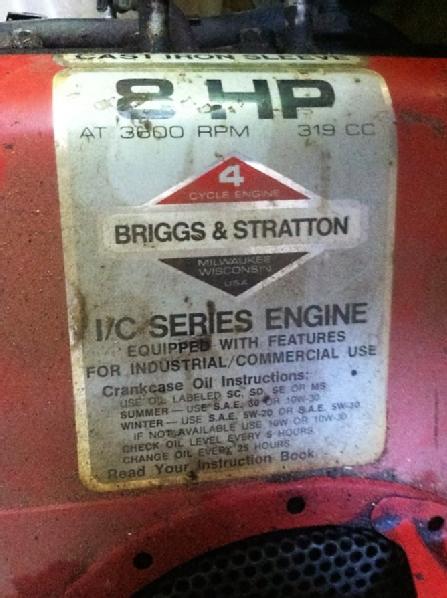 CAST IRON SLEEVE
8 HP
AT 3600 RPM 319 CC
4
CYCLE ENGINE
BRIGGS & STRATTON
MILWAUKEE
WISCONSIN
USA
I/C SERIES ENGINE
EQUIPPED WITH FEATURES
FOR INDUSTRIAL/COMMERCIAL USE
Crankcase Oil Instructions:
USE OIL LABELED SC, SD, SE OR MS
SUMMER — USE S.A.E. 30 OR 10W-30
WINTER — USE S.A.E. 5W-20 OR S.A.E. 5W-30
IF NOT AVAILABLE USE 10W OR 10W-30
CHECK OIL LEVEL EVERY 5 HOURS
CHANGE OIL EVERY 25 HOURS
Read Your Instruction Book